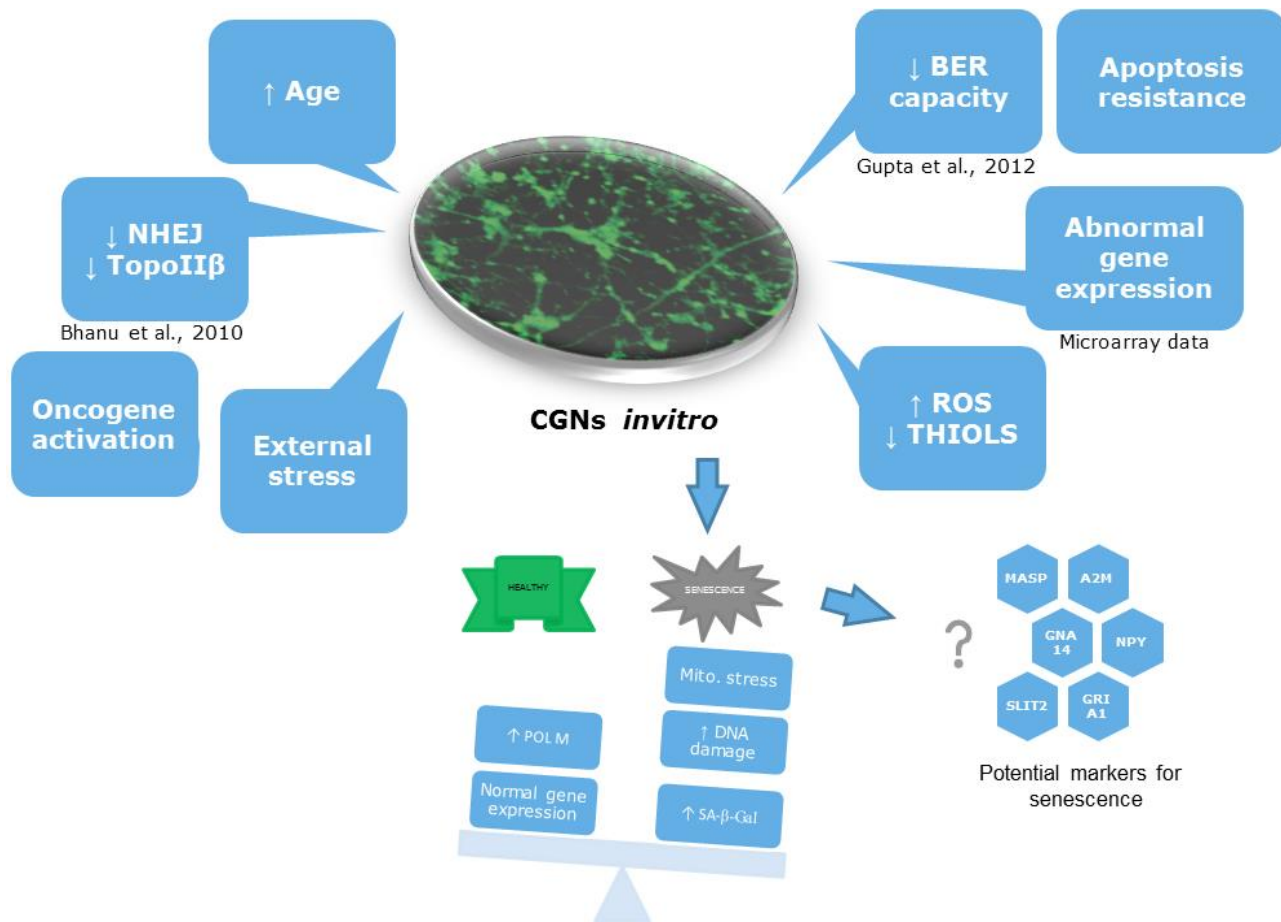 ↑ Age
↓ NHEJ
↓ TopoIIβ
Bhanu et al., 2010
Oncogene
activation
External
stress
↓ BER
capacity
Gupta et al., 2012
Apoptosis
resistance
Abnormal
gene
expression
Microarray data
↑ ROS
↓ THIOLS
CGNs invitro
HEALTHY
SENESCENCE
Mito. stress
↑ POL M
↑ DNA
damage
Normal gene
expression
↑ SA-β-Gal
?
MASP
A2M
GNA
14
NPY
SLIT2
GRI
A1
Potential markers for
senescence